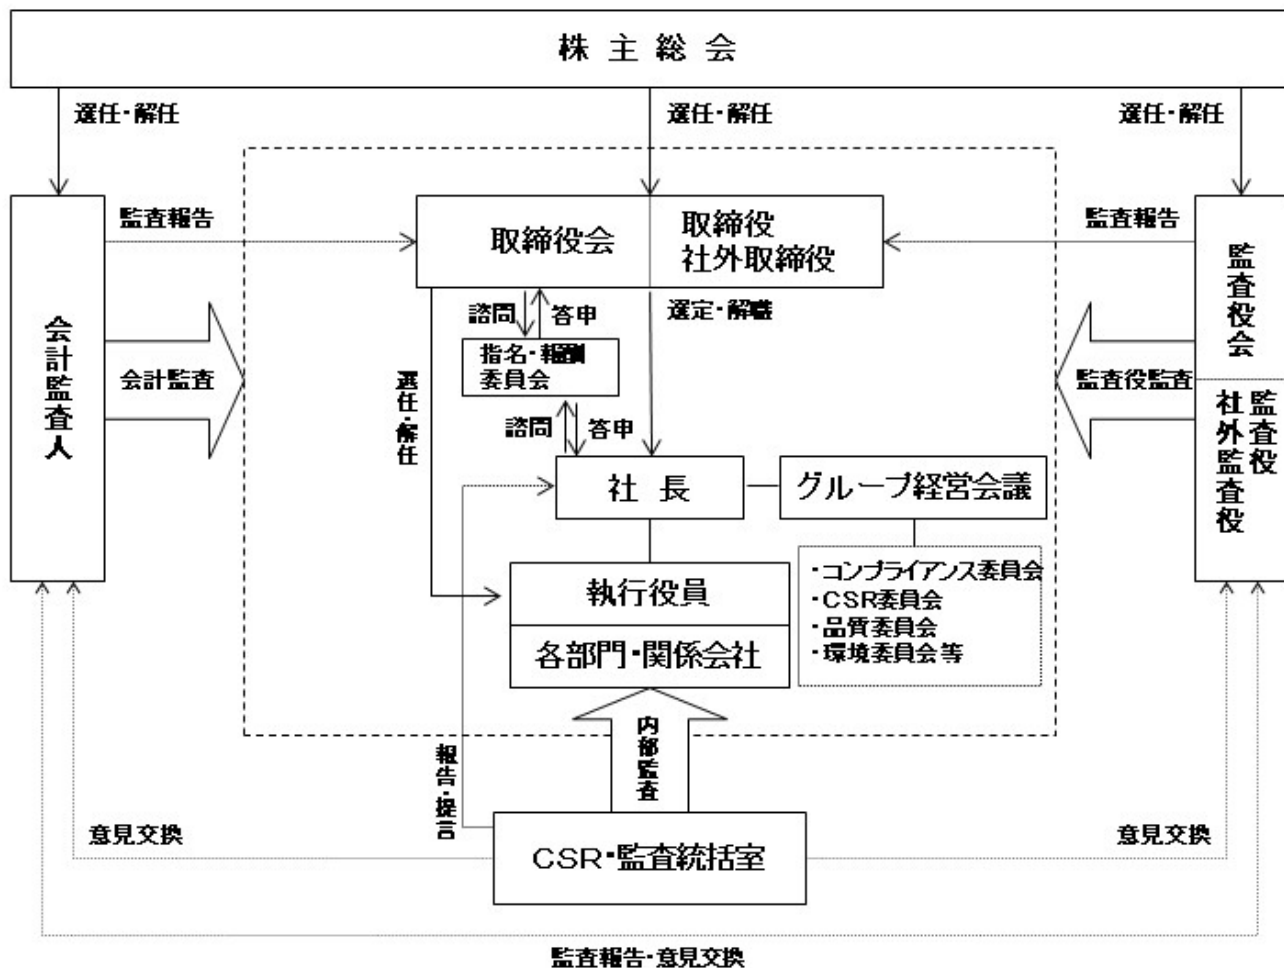 株主総会
選任・解任
選任・解任
選任・解任
監査報告
取締役会
取締役
社外取締役
監査報告
会計監査人
監査役会
監査役
社外監査役
諮問
答申
選定・解職
指名・報酬
委員会
会計監査
選任・解任
監査役監査
諮問
答申
社長
グループ経営会議
執行役員
各部門・関係会社
・コンプライアンス委員会
・CSR委員会
・品質委員会
・環境委員会等
内部監査
報告・提言
意見交換
CSR・監査統括室
意見交換
監査報告・意見交換